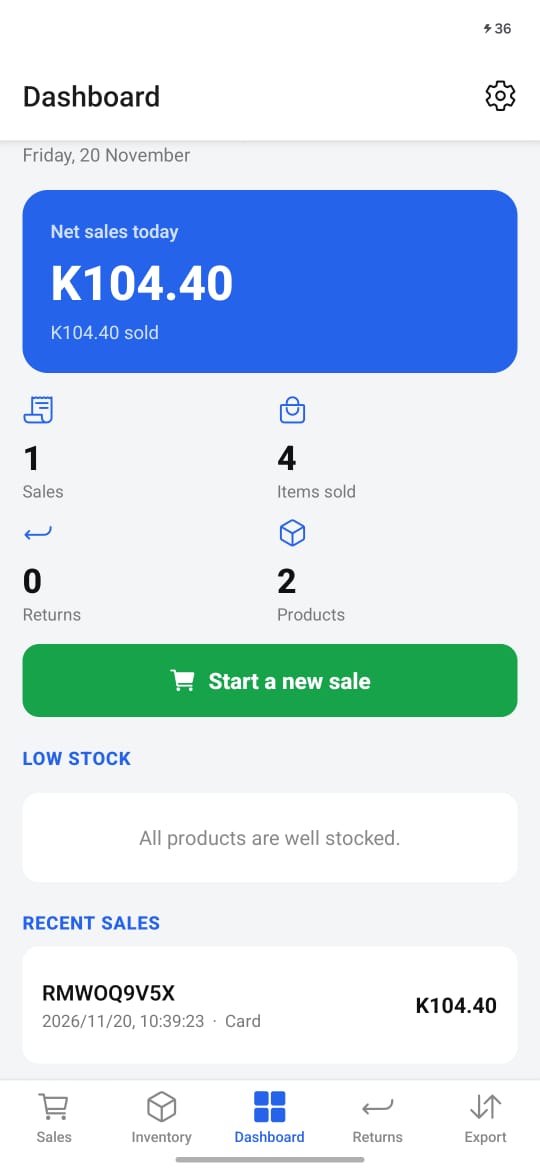 36
Dashboard
Friday, 20 November
Net sales today
K104.40
K104.40 sold
1
Sales
4
Items sold
0
Returns
2
Products
Start a new sale
LOW STOCK
All products are well stocked.
RECENT SALES
RMWOQ9V5X
2026/11/20, 10:39:23 · Card
K104.40
Sales
Inventory
Dashboard
Returns
Export